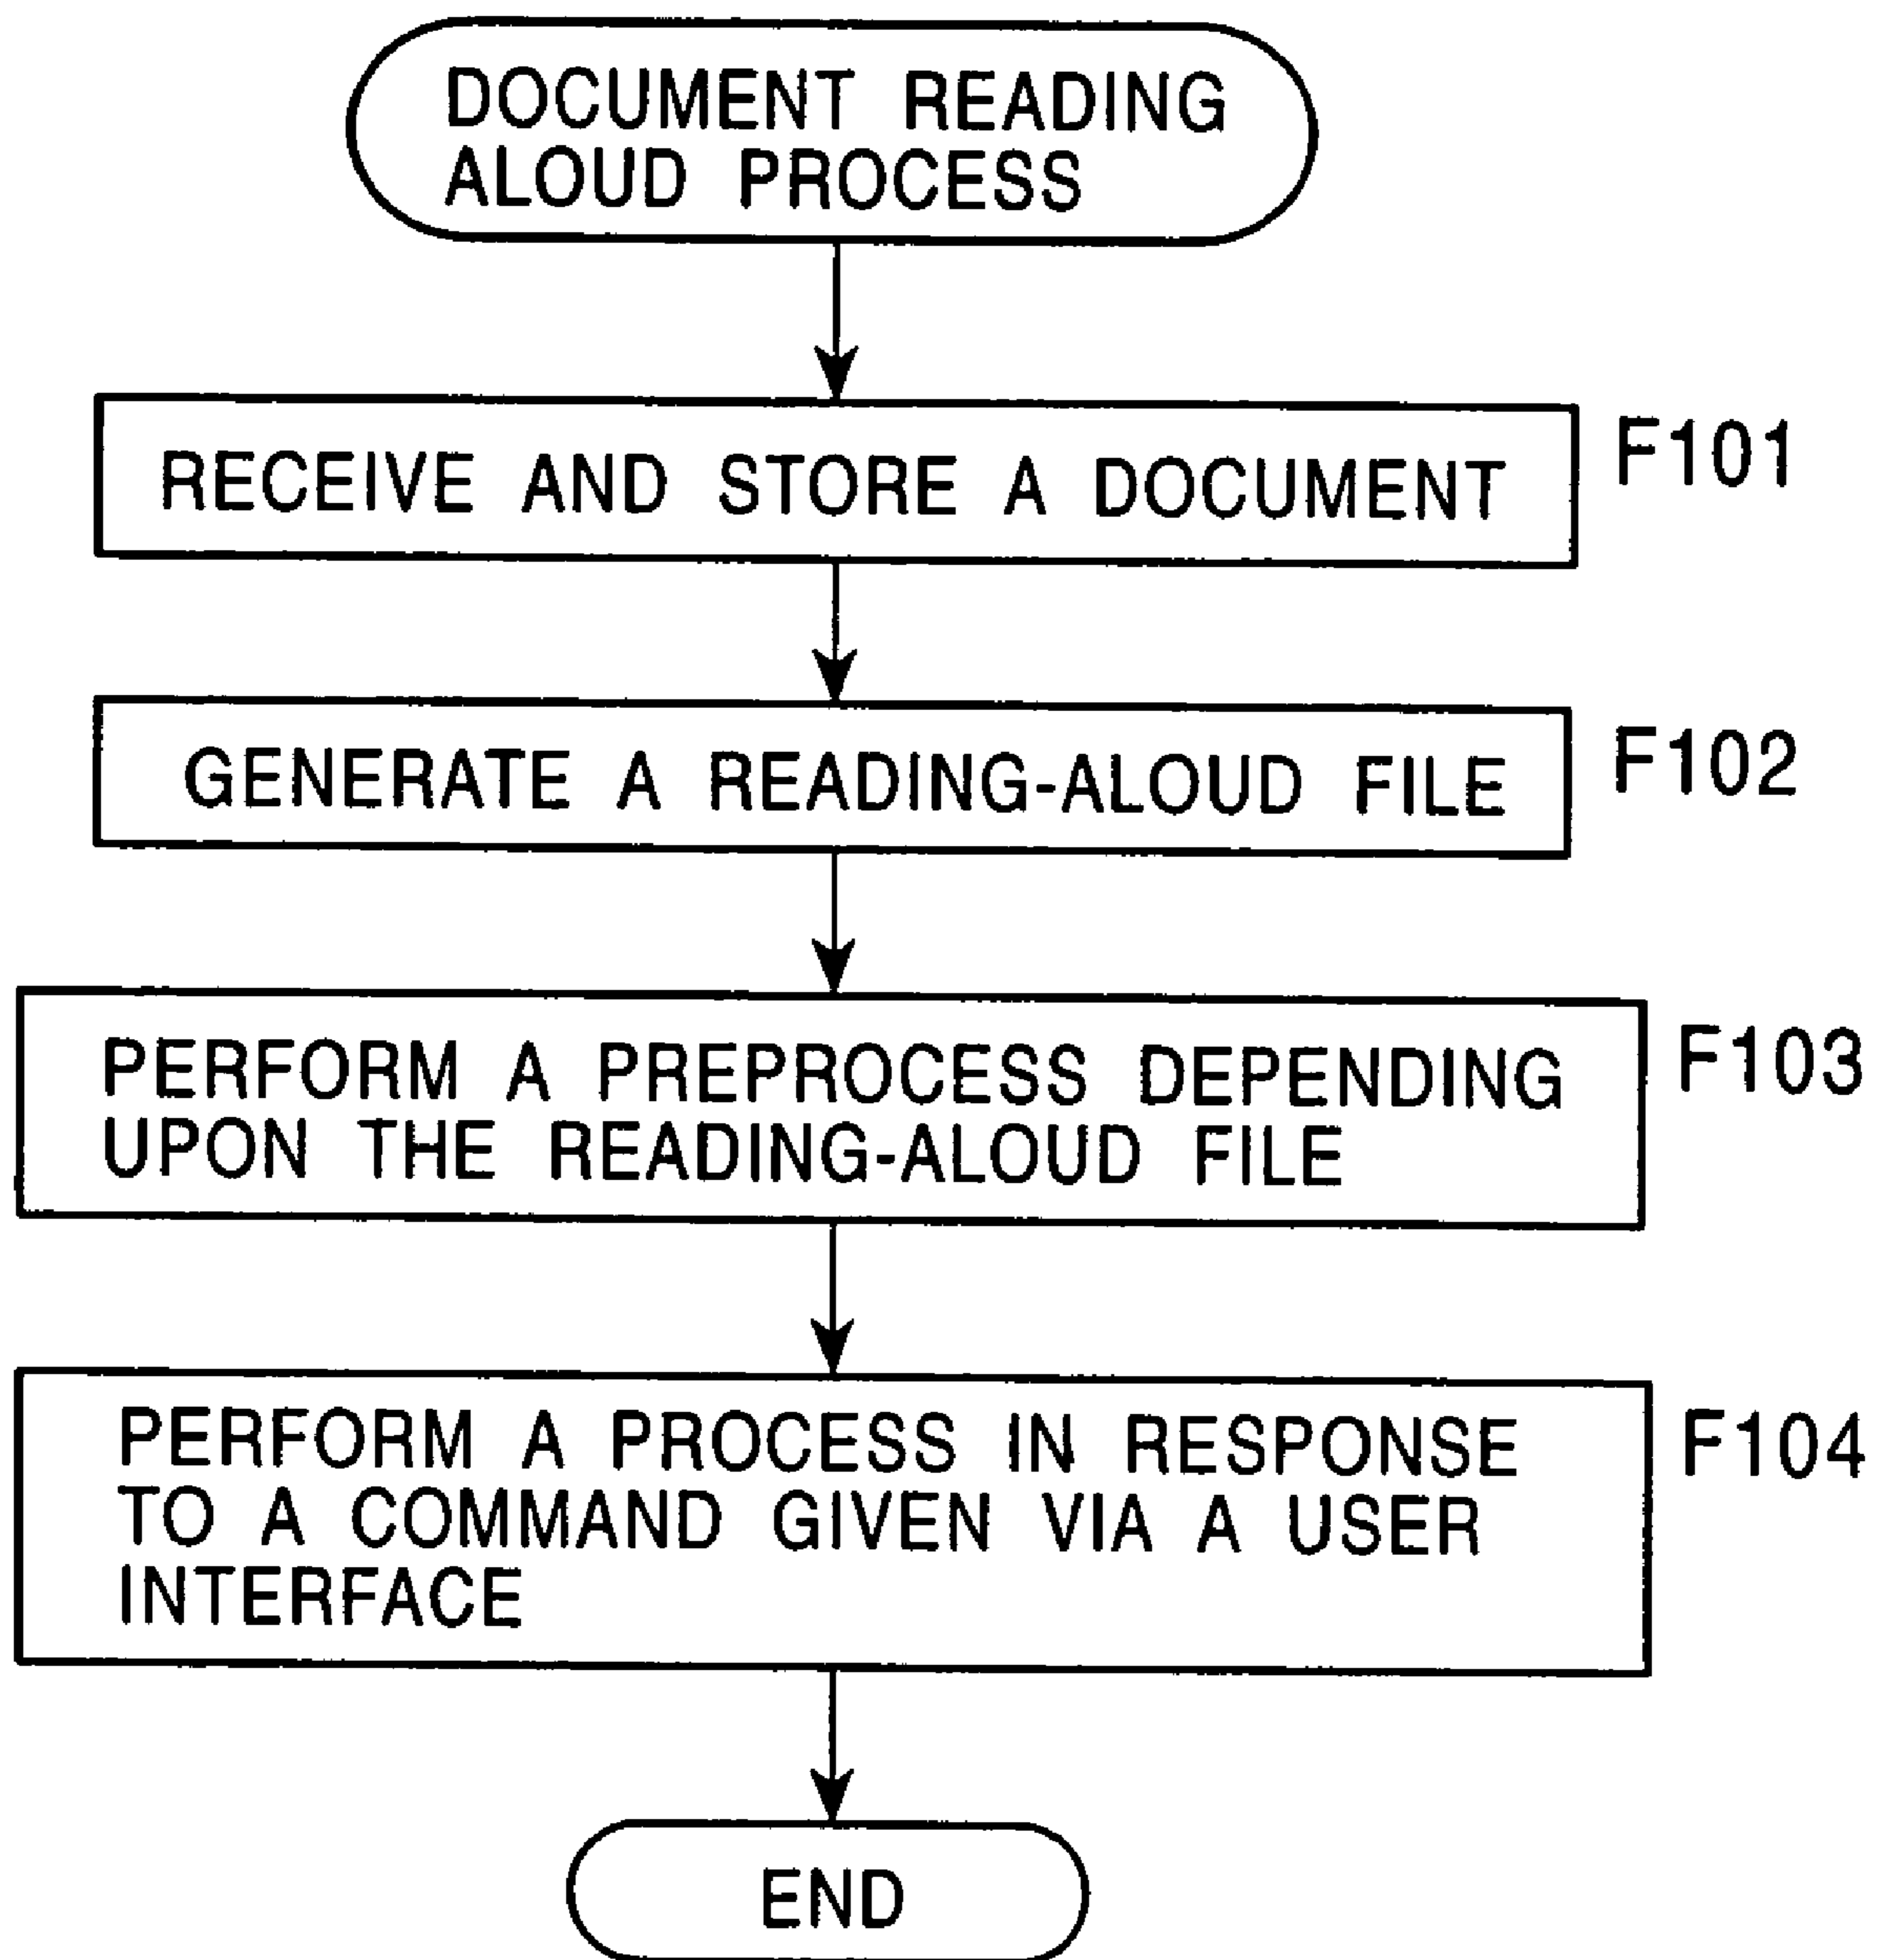 DOCUMENT READING
ALOUD PROCESS
RECEIVE AND STORE A DOCUMENT
F101
GENERATE A READING-ALOUD FILE
F102
PERFORM A PREPROCESS DEPENDING
UPON THE READING-ALOUD FILE
F103
PERFORM A PROCESS IN RESPONSE
TO A COMMAND GIVEN VIA A USER
INTERFACE
F104
END